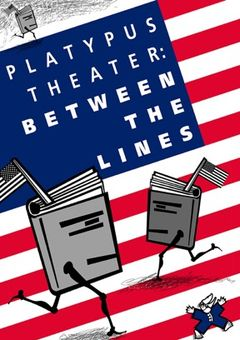 PLATYPUS
THEATER:
BETWEEN
THE
LINES